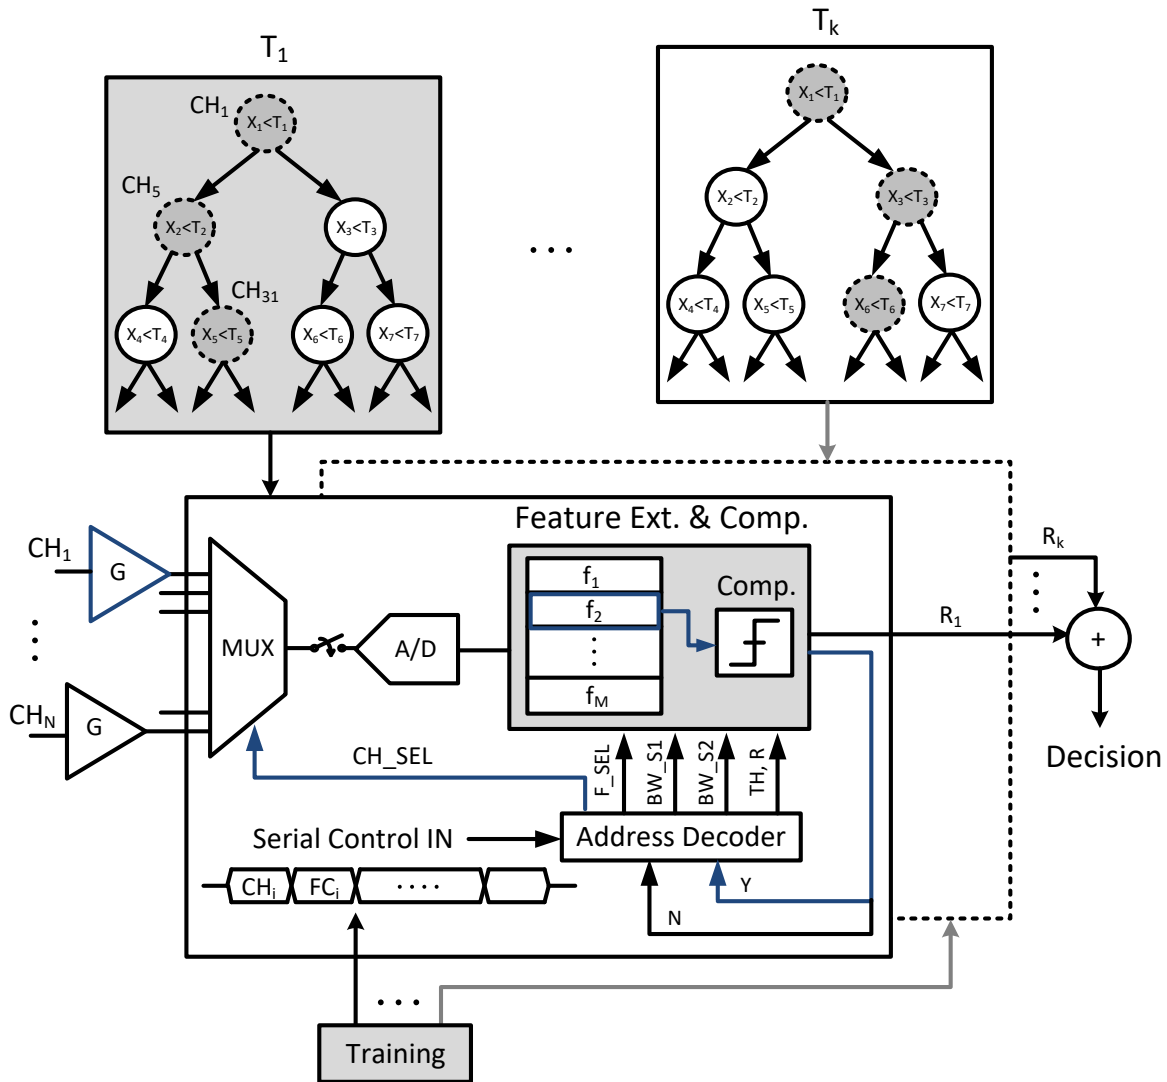 T1
Tk
CH1
X1<T1
X1<T1
CH5
X2<T2
X3<T3
X2<T2
X3<T3
. . .
CH31
X4<T4
X5<T5
X6<T6
X7<T7
X4<T4
X5<T5
X6<T6
X7<T7
Feature Ext. & Comp.
CH1
G
MUX
A/D
f1
f2
fM
Comp.
Rk
R1
+
CHN
G
Decision
CH_SEL
F_SEL
BW_S1
BW_S2
TH, R
Serial Control IN
Address Decoder
CHi
FCi
. . . .
Y
N
. . .
Training